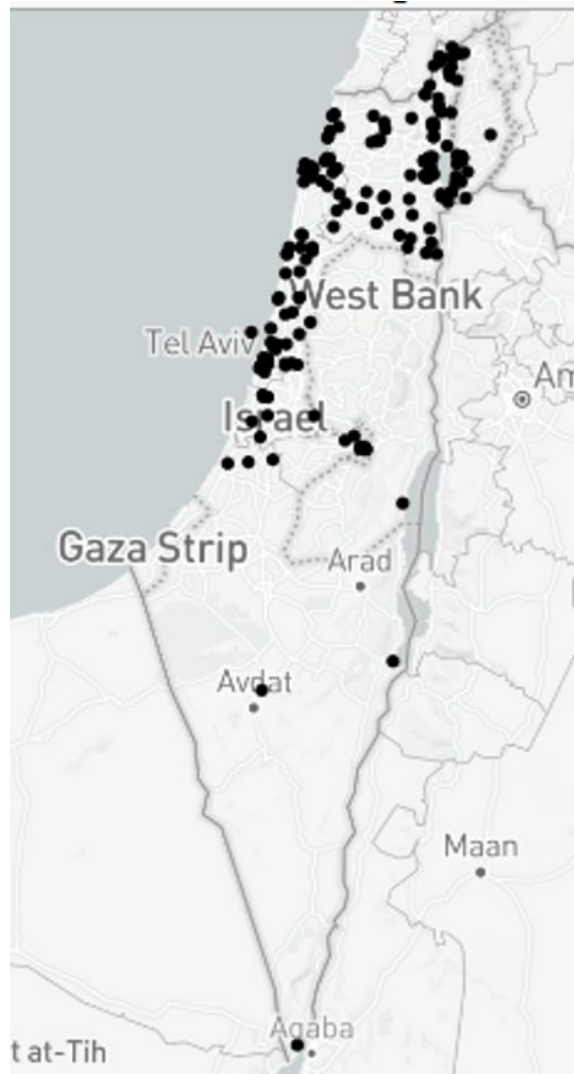 West Bank
Tel Aviv
Am
Israel
Gaza Strip
Arad
Avdat
Maan
Aqaba
t at-Tih